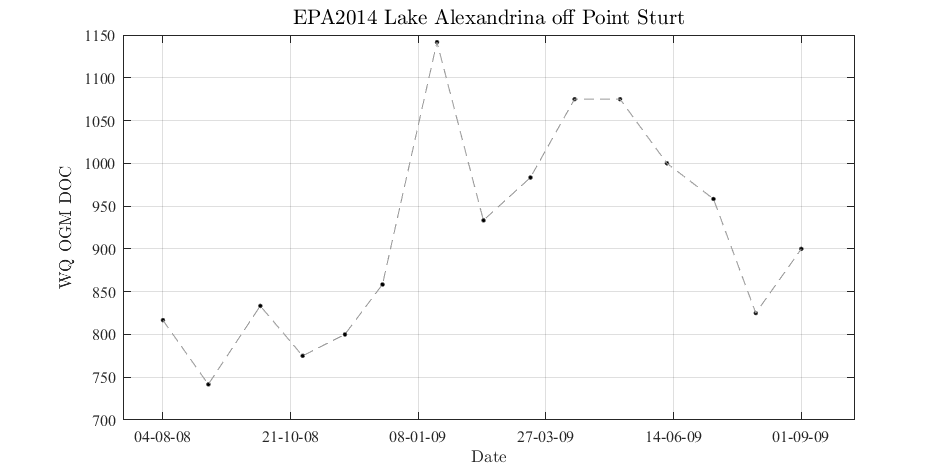 EPA2014 Lake Alexandrina off Point Sturt
1150
1100
1050
1000
950
900
850
800
750
700
WQ OGM DOC
04-08-08 21-10-08 08-01-09 27-03-09 14-06-09 01-09-09
Date